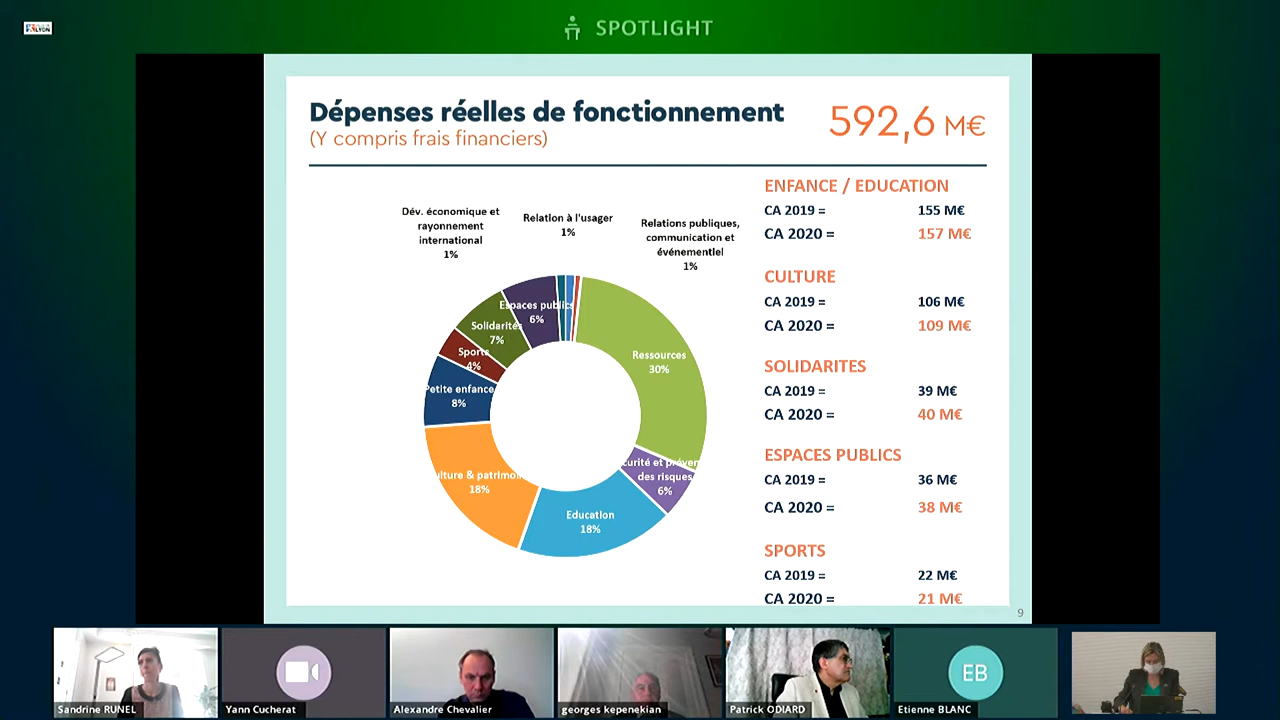 LYON
SPOTLIGHT
Dépenses réelles de fonctionnement
592,6 M€
(Y compris frais financiers)
Dév. économique et
rayonnement
international
1%
Relation à l'usager
1%
Relations publiques,
communication et
événementiel
1%
Espaces publics
6%
Solidarités
7%
Sports
4%
Petite enfance
8%
Ressources
30%
curité et préven
des risques
6%
ulture & patrimoin
18%
Education
18%
ENFANCE / EDUCATION
CA 2019 = 155 M€
CA 2020 = 157 M€
CULTURE
CA 2019 = 106 M€
CA 2020 = 109 M€
SOLIDARITES
CA 2019 = 39 M€
CA 2020 = 40 M€
ESPACES PUBLICS
CA 2019 = 36 M€
CA 2020 = 38 M€
SPORTS
CA 2019 = 22 M€
CA 2020 = 21 M€
9
EB
Sandrine RUNEL
Yann Cucherat
Alexandre Chevalier
georges kepenekian
Patrick ODIARD
Etienne BLANC